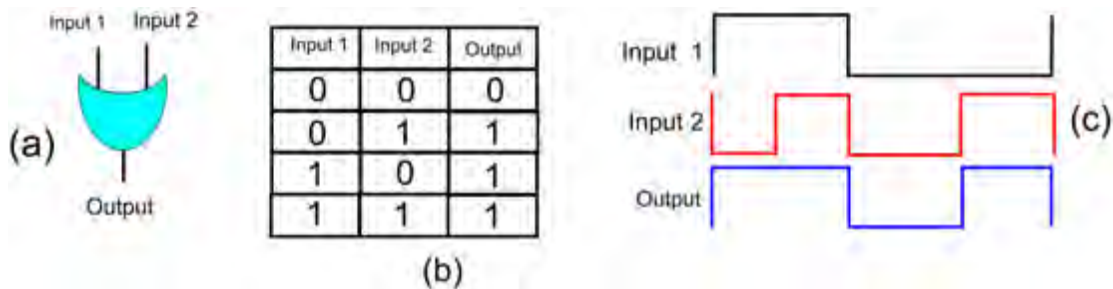 Input 1 Input 2
(a)
Output
Input 1 Input 2 Output
0 0 0
0 1 1
1 0 1
1 1 1
(b)
Input 1
Input 2
Output
(c)